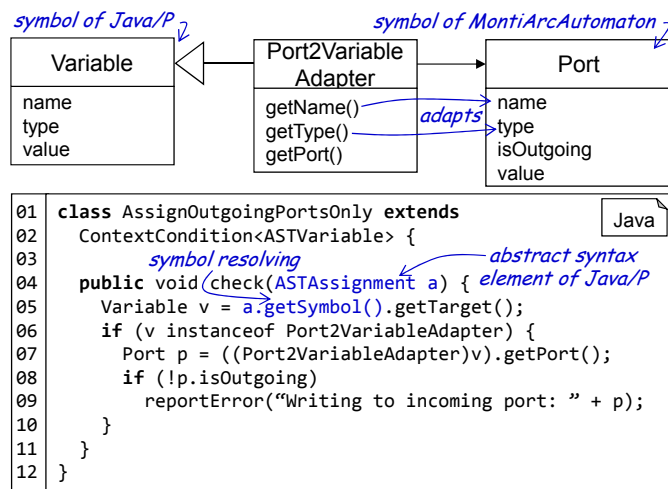 symbol of Java/P
symbol of MontiArcAutomaton
Variable
name
type
value
Port2Variable
Adapter
getName()
getType()
getPort()
adapts
Port
name
type
isOutgoing
value
Java
01 class AssignOutgoingPortsOnly extends
02 ContextCondition<ASTVariable> {
03
symbol resolving
abstract syntax
element of Java/P
04 public void check(ASTAssignment a) {
05 Variable v = a.getSymbol().getTarget();
06 if (v instanceof Port2VariableAdapter) {
07 Port p = ((Port2VariableAdapter)v).getPort();
08 if (!p.isOutgoing)
09 reportError(“Writing to incoming port: ” + p);
10 }
11 }
12 }